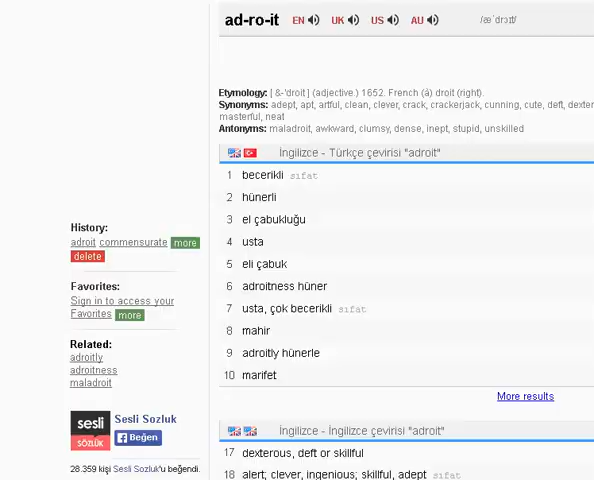 ad-ro-it EN UK US AU /æˈdrɔɪt/
Etymology: [ &-'droit ] (adjective.) 1652. French (à) droit (right).
Synonyms: adept, apt, artful, clean, clever, crack, crackerjack, cunning, cute, deft, dexter
masterful, neat
Antonyms: maladroit, awkward, clumsy, dense, inept, stupid, unskilled
İngilizce - Türkçe çevirisi "adroit"
1 becerikli sıfat
2 hünerli
3 el çabukluğu
4 usta
5 eli çabuk
6 adroitness hüner
7 usta, çok becerikli sıfat
8 mahir
9 adroitly hünerle
10 marifet
More results
İngilizce - İngilizce çevirisi "adroit"
17 dexterous, deft or skillful
18 alert; clever, ingenious; skillful, adept sıfat
History:
adroit commensurate more
delete
Favorites:
Sign in to access your
Favorites more
Related:
adroitly
adroitness
maladroit
sesli
SÖZLÜK
Sesli Sozluk
Beğen
28.359 kişi Sesli Sozluk'u beğendi.